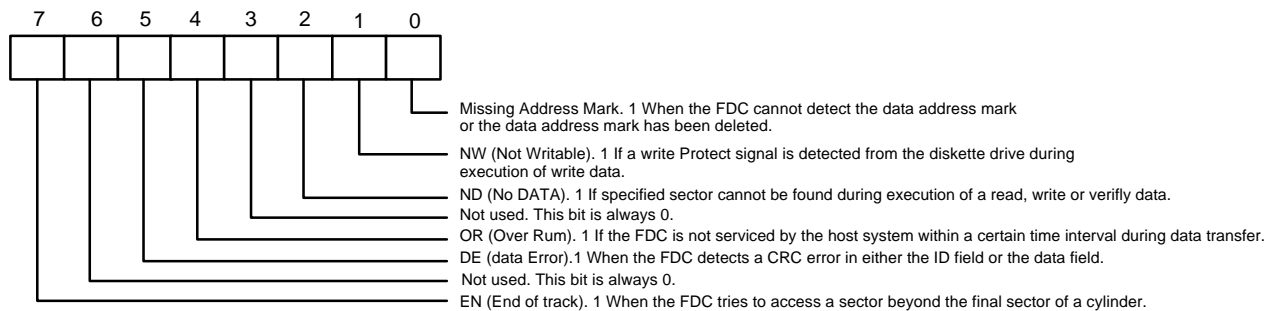 7 6 5 4 3 2 1 0
Missing Address Mark. 1 When the FDC cannot detect the data address mark
or the data address mark has been deleted.
NW (Not Writable). 1 If a write Protect signal is detected from the diskette drive during
execution of write data.
ND (No DATA). 1 If specified sector cannot be found during execution of a read, write or verifly data.
Not used. This bit is always 0.
OR (Over Rum). 1 If the FDC is not serviced by the host system within a certain time interval during data transfer.
DE (data Error).1 When the FDC detects a CRC error in either the ID field or the data field.
Not used. This bit is always 0.
EN (End of track). 1 When the FDC tries to access a sector beyond the final sector of a cylinder.